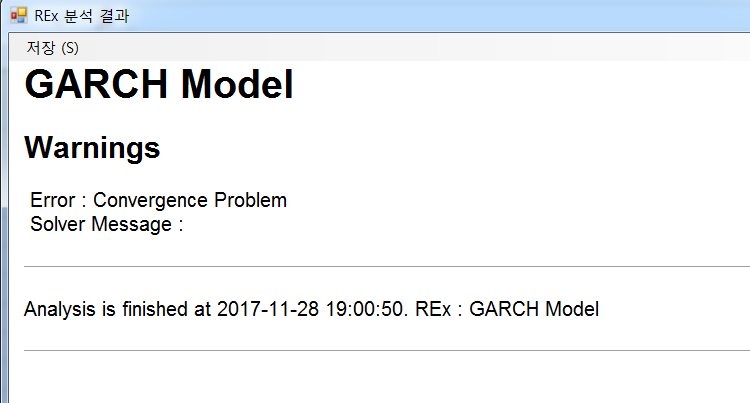 REx 분석 결과
저장 (S)
GARCH Model
Warnings
Error : Convergence Problem
Solver Message :
Analysis is finished at 2017-11-28 19:00:50. REx : GARCH Model